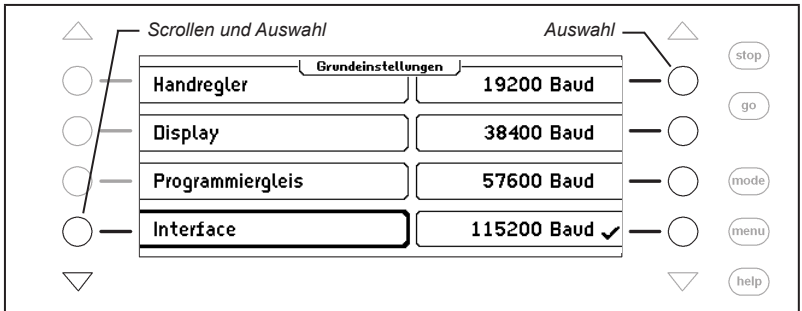 Scrollen und Auswahl
Auswahl
Grundeinstellungen
Handregler
19200 Baud
Display
38400 Baud
Programmiergleis
57600 Baud
Interface
115200 Baud
stop
go
mode
menu
help